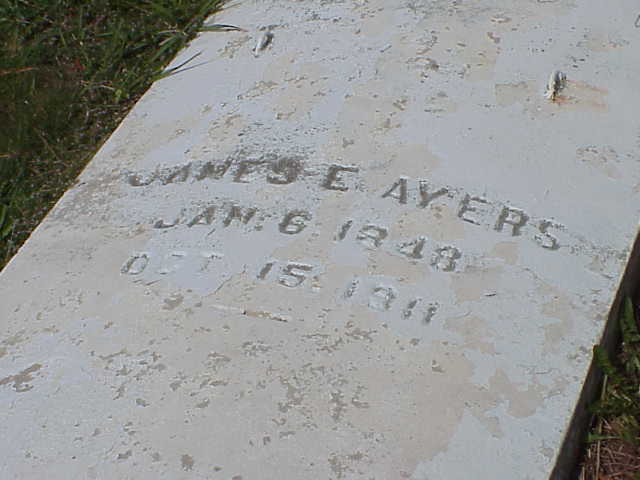 JAMES E AYERS
JAN. 6 1848
OCT 15. 1911